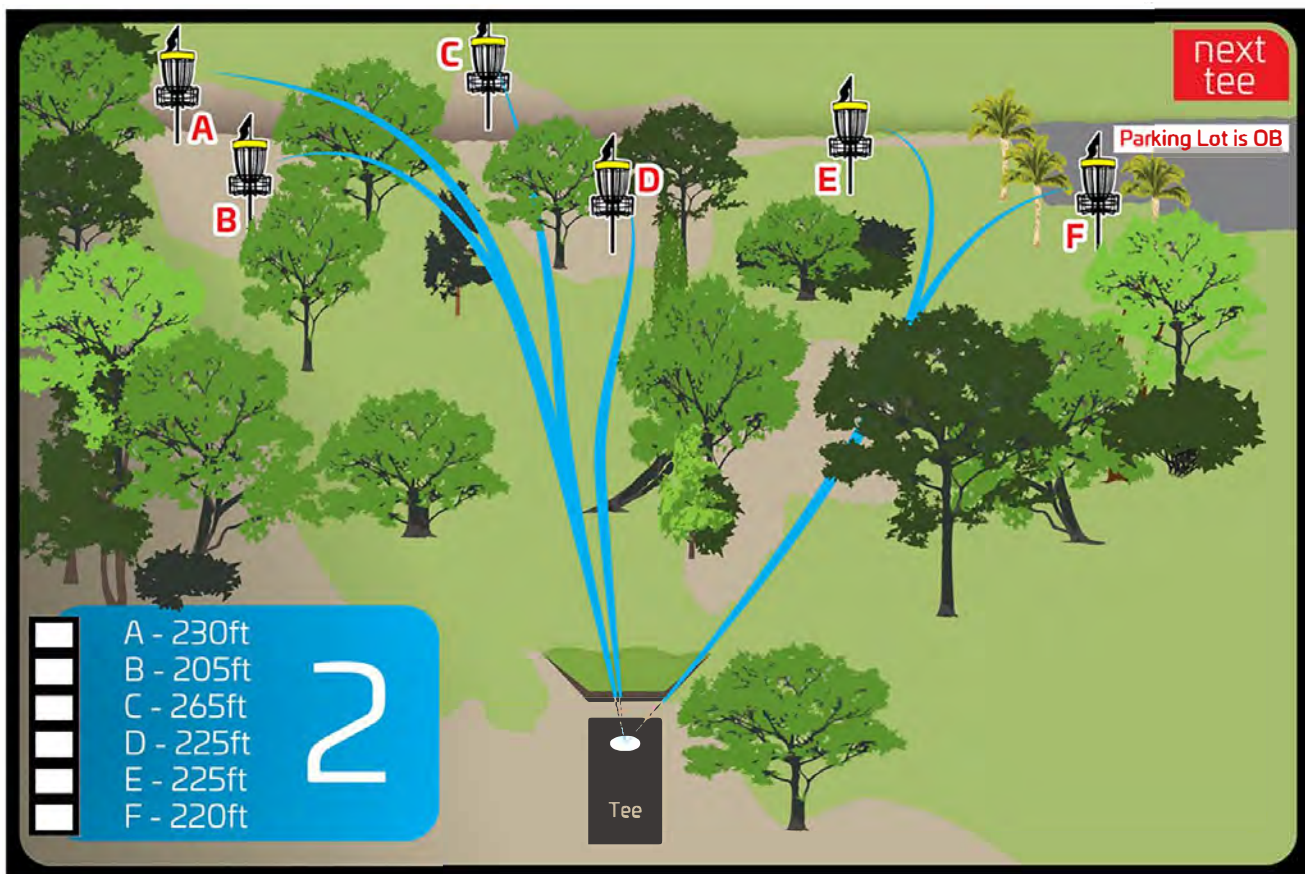 next
tee
Parking Lot is OB
A
B
C
D
E
F
A - 230ft
B - 205ft
C - 265ft
D - 225ft
E - 225ft
F - 220ft
2
Tee